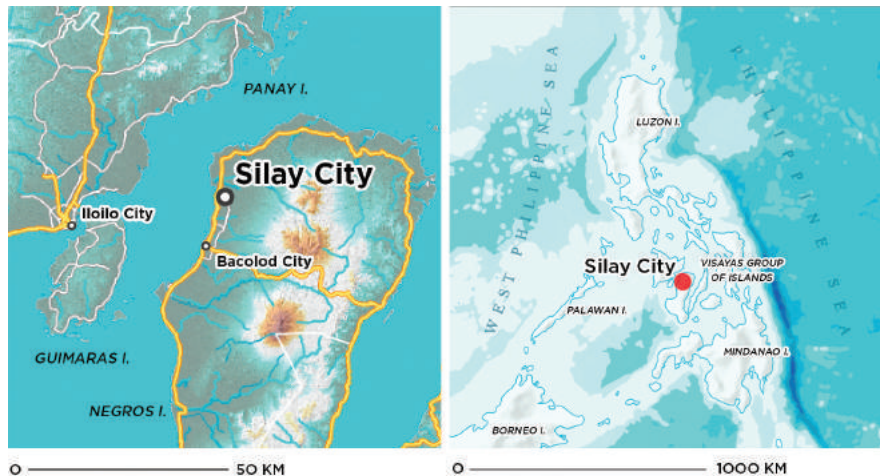 PANAY I.
Silay City
Iloilo City
Bacolod City
GUIMARAS I.
NEGROS I.
0 50 KM
WEST PHILIPPINE SEA
PHILIPPINE SEA
LUZON I.
Silay City
VISAYAS GROUP
OF ISLANDS
PALAWAN I.
MINDANAO I.
BORNEO I.
0 1000 KM